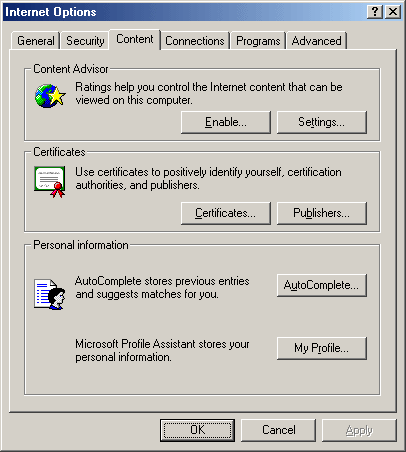 Internet Options
General Security Content Connections Programs Advanced
Content Advisor
Ratings help you control the Internet content that can be
viewed on this computer.
Enable... Settings...
Certificates
Use certificates to positively identify yourself, certification
authorities, and publishers.
Certificates... Publishers...
Personal information
AutoComplete stores previous entries
and suggests matches for you.
AutoComplete...
Microsoft Profile Assistant stores your
personal information.
My Profile...
OK Cancel Apply